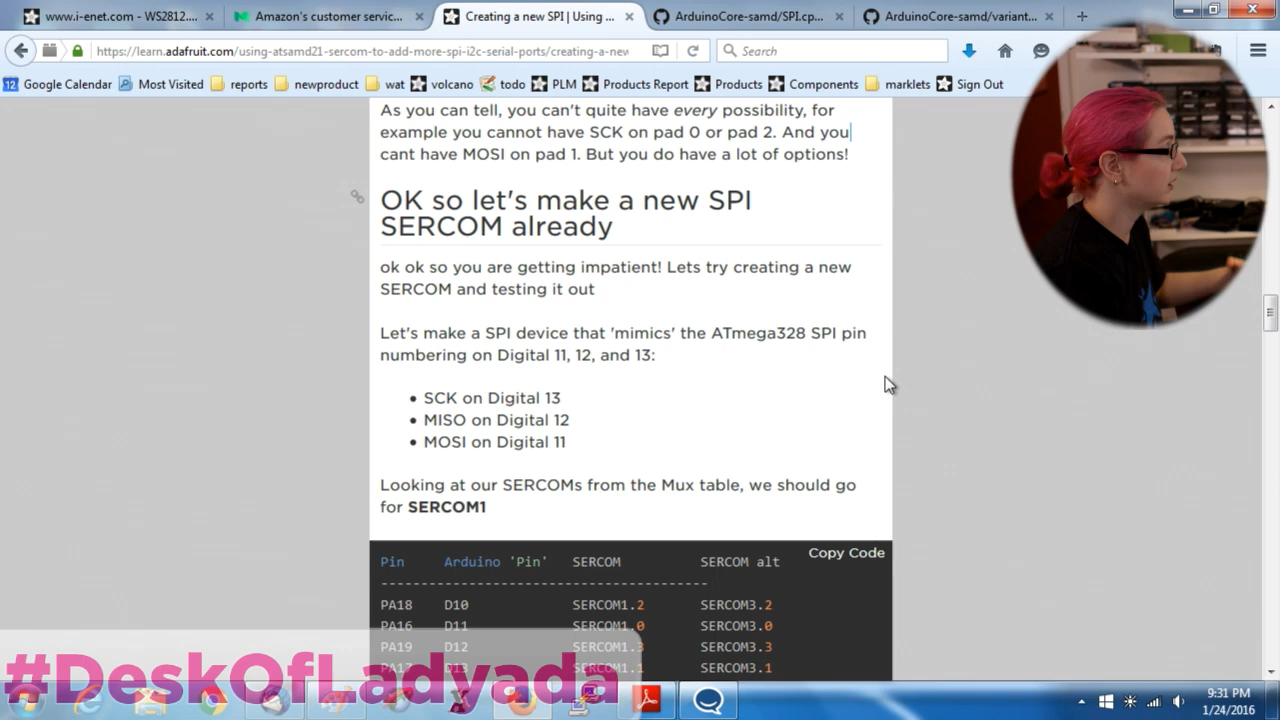 www.i-enet.com - WS2812....
Amazon's customer servic...
Creating a new SPI | Using ...
ArduinoCore-samd/SPI.cp...
ArduinoCore-samd/variant...
https://learn.adafruit.com/using-atsamd21-sercom-to-add-more-spi-i2c-serial-ports/creating-a-new
Search
12 Google Calendar
Most Visited
reports
newproduct
wat
volcano
todo
PLM
Products Report
Products
Components
marklets
Sign Out
As you can tell, you can't quite have every possibility, for
example you cannot have SCK on pad 0 or pad 2. And you
cant have MOSI on pad 1. But you do have a lot of options!
OK so let's make a new SPI
SERCOM already
ok ok so you are getting impatient! Lets try creating a new
SERCOM and testing it out
Let's make a SPI device that 'mimics' the ATmega328 SPI pin
numbering on Digital 11, 12, and 13:
• SCK on Digital 13
• MISO on Digital 12
• MOSI on Digital 11
Looking at our SERCOMs from the Mux table, we should go
for SERCOM1
Copy Code
Pin Arduino 'Pin' SERCOM SERCOM alt
---------------------------------------
PA18 D10 SERCOM1.2 SERCOM3.2
PA16 D11 SERCOM1.0 SERCOM3.0
PA19 D12 SERCOM1.3 SERCOM3.3
PA17 D13 SERCOM1.1 SERCOM3.1
#DeskOfLadyada
9:31 PM
1/24/2016